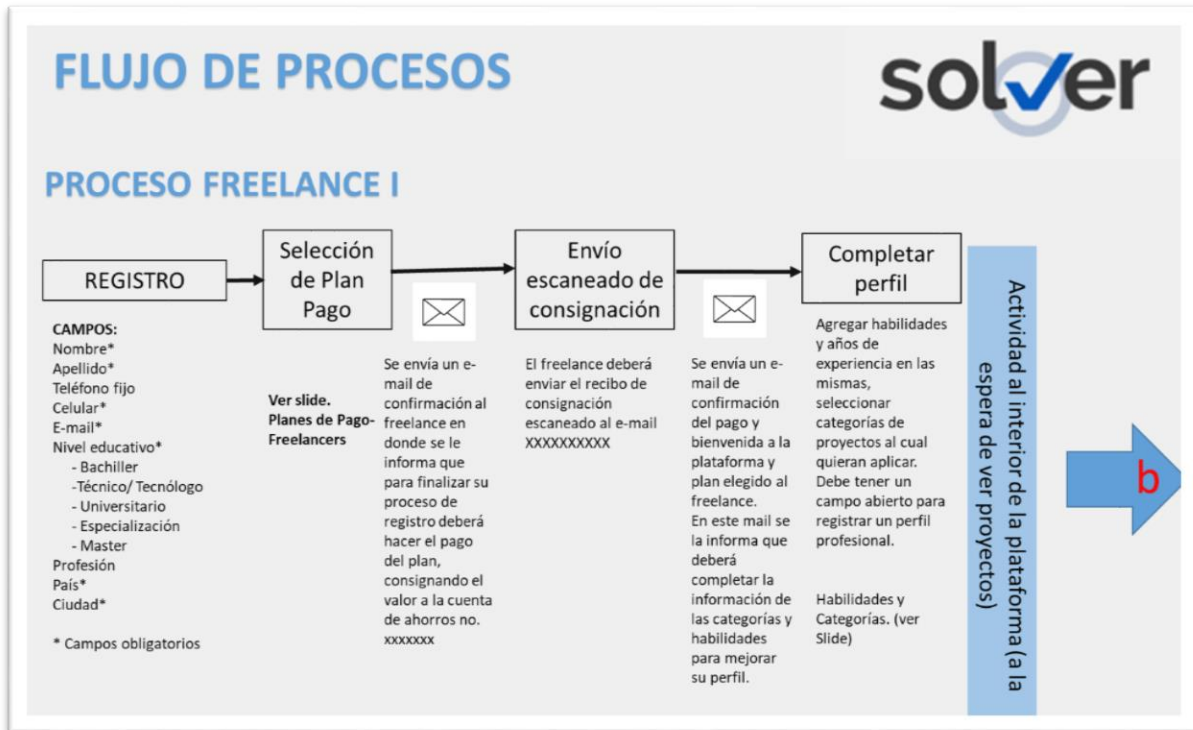 FLUJO DE PROCESOS
solver
PROCESO FREELANCE I
REGISTRO
CAMPOS:
Nombre*
Apellido*
Teléfono fijo
Celular*
E-mail*
Nivel educativo*
- Bachiller
-Técnico/ Tecnólogo
- Universitario
- Especialización
- Master
Profesión
País*
Ciudad*
* Campos obligatorios
Selección
de Plan
Pago
Ver slide.
Planes de Pago-
Freelancers
Se envía un e-
mail de
confirmación al
freelance en
donde se le
informa que
para finalizar su
proceso de
registro deberá
hacer el pago
del plan,
consignando el
valor a la cuenta
de ahorros no.
xxxxxxx
Envío
escaneado de
consignación
El freelance deberá
enviar el recibo de
consignación
escaneado al e-mail
XXXXXXXXXX
Se envía un e-
mail de
confirmación
del pago y
bienvenida a la
plataforma y
plan elegido al
freelance.
En este mail se
la informa que
deberá
completar la
información de
las categorías y
habilidades
para mejorar
su perfil.
Completar
perfil
Agregar habilidades
y años de
experiencia en las
mismas,
seleccionar
categorías de
proyectos al cual
quieran aplicar.
Debe tener un
campo abierto para
registrar un perfil
profesional.
Habilidades y
Categorías. (ver
Slide)
Actividad al interior de la plataforma (a la
espera de ver proyectos)
b